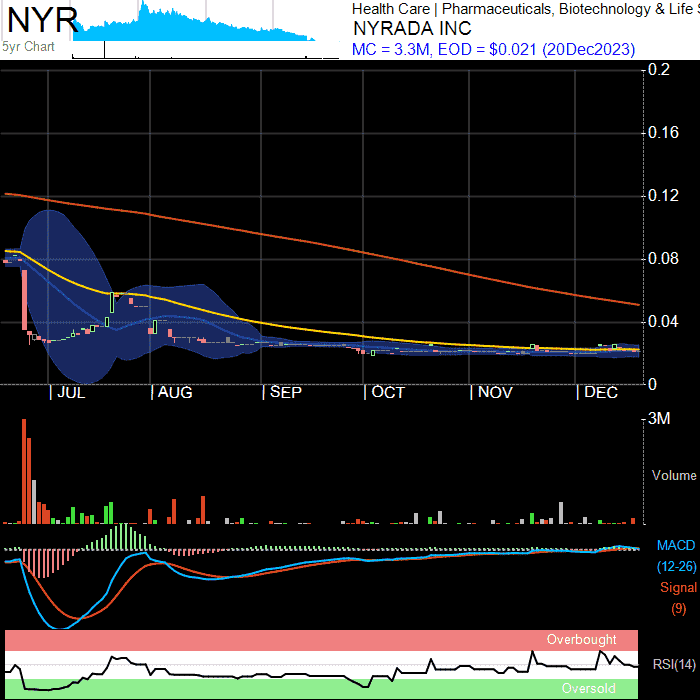 NYR
5yr Chart
Health Care | Pharmaceuticals, Biotechnology & Life S
NYRADA INC
MC = 3.3M, EOD = $0.021 (20Dec2023)
0.2
0.16
0.12
0.08
0.04
0
JUL
AUG
SEP
OCT
NOV
DEC
3M
Volume
MACD
(12-26)
Signal
(9)
Overbought
RSI(14)
Oversold